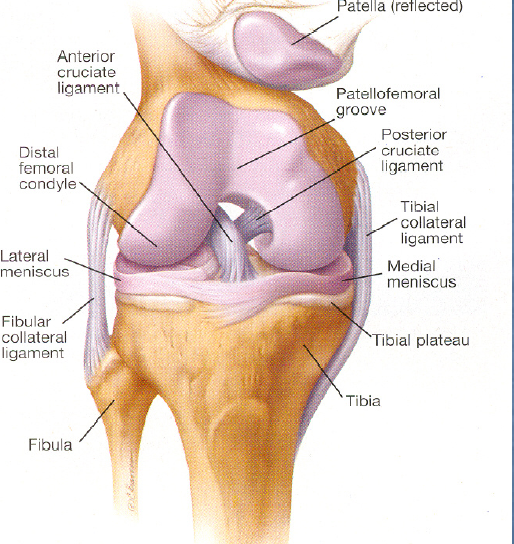 Patella (reflected)
Anterior
cruciate
ligament
Patellofemoral
groove
Posterior
cruciate
ligament
Distal
femoral
condyle
Tibial
collateral
ligament
Lateral
meniscus
Medial
meniscus
Fibular
collateral
ligament
Tibial plateau
Tibia
Fibula